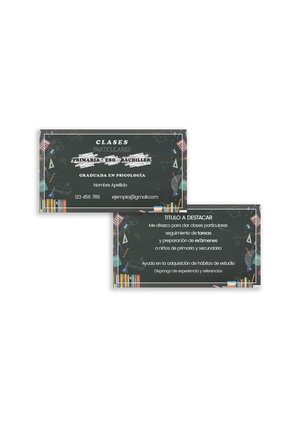 CLASES
PARTICULARES
PRIMARIA - ESO - BACHILLER
GRADUADA EN PSICOLOGÍA
Nombre Apellido
123 456 789 ejemplo@gmail.com
TITULO A DESTACAR
Me ofrezco para dar clases particulares
seguimiento de tareas
y preparación de exámenes
a niños de primaria y secundaria
Ayuda en la adquisición de hábitos de estudio
Dispongo de experiencia y referencias